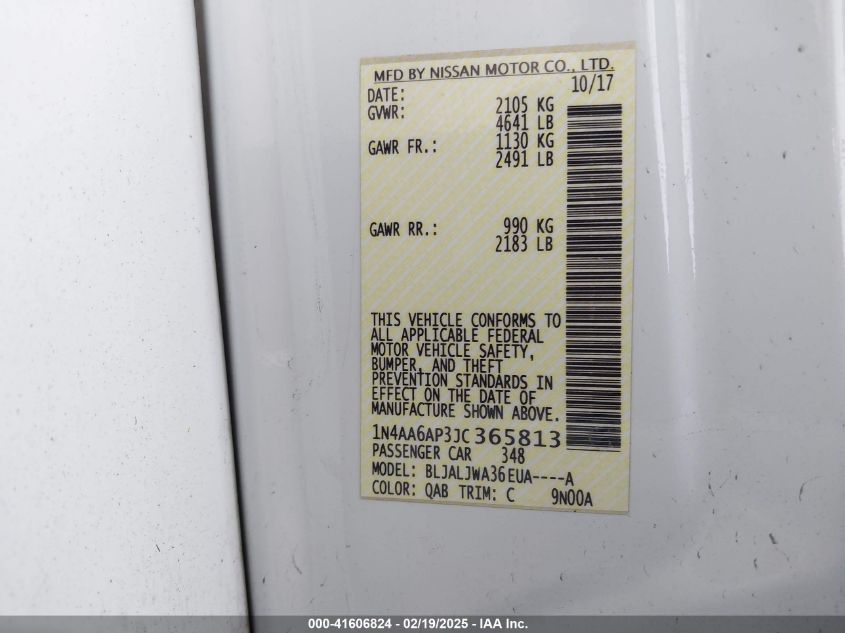 MFD BY NISSAN MOTOR CO., LTD.
DATE: 10/17
GVWR: 2105 KG
4641 LB
GAWR FR.: 1130 KG
2491 LB
GAWR RR.: 990 KG
2183 LB
THIS VEHICLE CONFORMS TO
ALL APPLICABLE FEDERAL
MOTOR VEHICLE SAFETY,
BUMPER, AND THEFT
PREVENTION STANDARDS IN
EFFECT ON THE DATE OF
MANUFACTURE SHOWN ABOVE.
1N4AA6AP3JC365813
PASSENGER CAR 348
MODEL: BLJALJWA36EUA----A
COLOR: QAB TRIM: C 9N00A
000-41606824 - 02/19/2025 - IAA Inc.